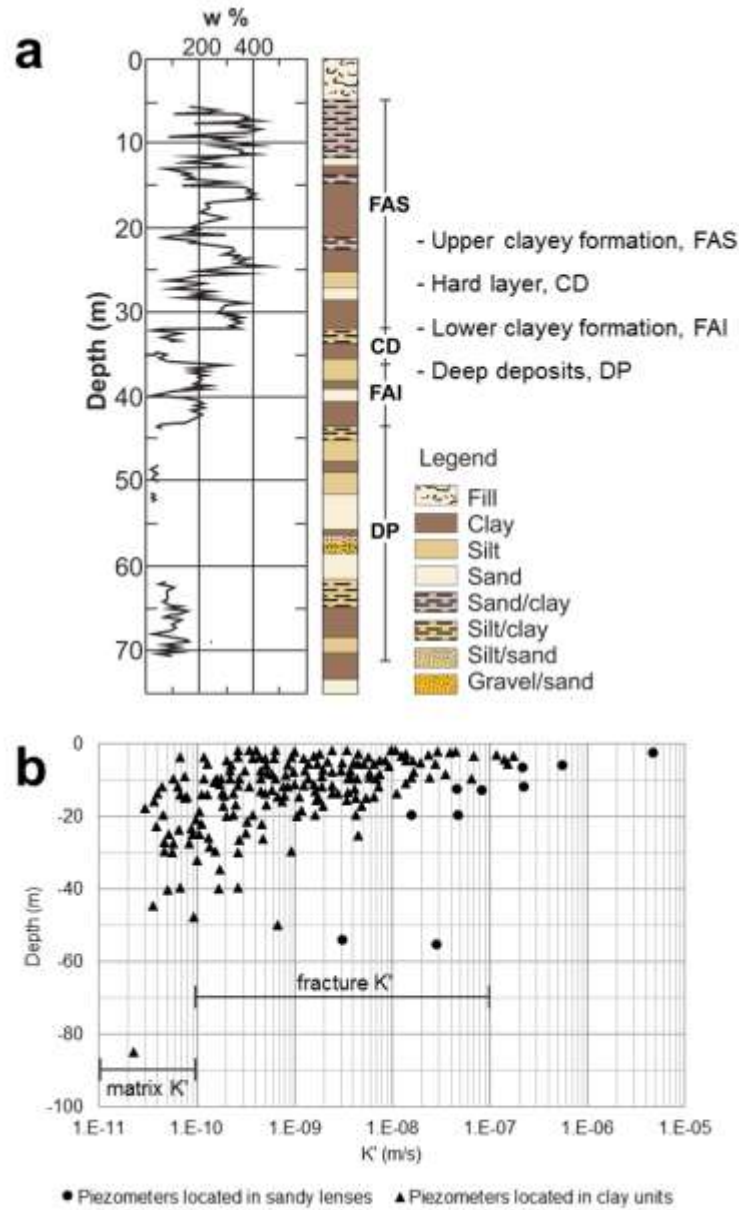 a
w %
200 400
0
10
20
30
40
50
60
70
Depth (m)
FAS
CD
FAI
DP
- Upper clayey formation, FAS
- Hard layer, CD
- Lower clayey formation, FAI
- Deep deposits, DP
Legend
Fill
Clay
Silt
Sand
Sand/clay
Silt/clay
Silt/sand
Gravel/sand
b
0
-20
-40
-60
-80
-100
Depth (m)
fracture K'
matrix K'
1.E-11 1.E-10 1.E-09 1.E-08 1.E-07 1.E-06 1.E-05
K' (m/s)
● Piezometers located in sandy lenses ▲ Piezometers located in clay units